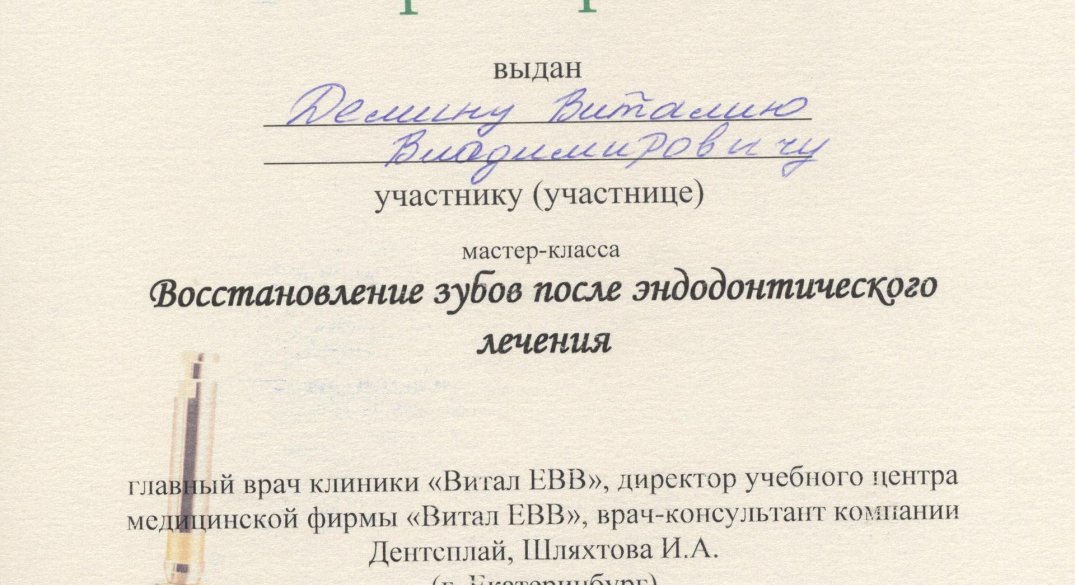 выдан
Демину Виталию
Владимировичу
участнику (участнице)
мастер-класса
Восстановление зубов после эндодонтического
лечения
главный врач клиники «Витал ЕВВ», директор учебного центра
медицинской фирмы «Витал ЕВВ», врач-консультант компании
Дентсплай, Шляхтова И.А.
(г. Екатеринбург)